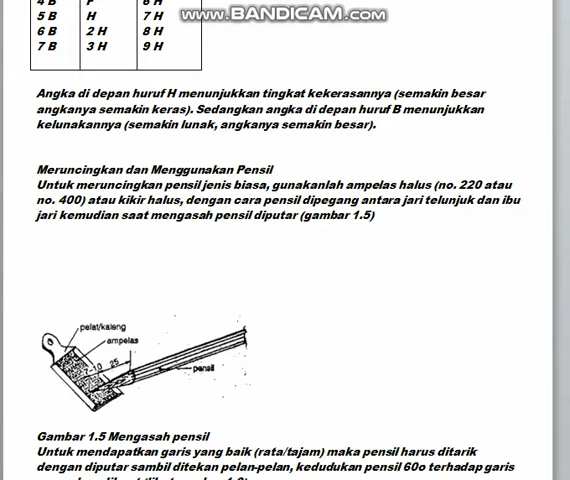 www.BANDICAM.com
4 B F 6 H
5 B H 7 H
6 B 2 H 8 H
7 B 3 H 9 H
Angka di depan huruf H menunjukkan tingkat kekerasannya (semakin besar
angkanya semakin keras). Sedangkan angka di depan huruf B menunjukkan
kelunakannya (semakin lunak, angkanya semakin besar).
Meruncingkan dan Menggunakan Pensil
Untuk meruncingkan pensil jenis biasa, gunakanlah ampelas halus (no. 220 atau
no. 400) atau kikir halus, dengan cara pensil dipegang antara jari telunjuk dan ibu
jari kemudian saat mengasah pensil diputar (gambar 1.5)
pelat/kaleng
ampelas
7-10 25
pensil
Gambar 1.5 Mengasah pensil
Untuk mendapatkan garis yang baik (rata/tajam) maka pensil harus ditarik
dengan diputar sambil ditekan pelan-pelan, kedudukan pensil 60o terhadap garis